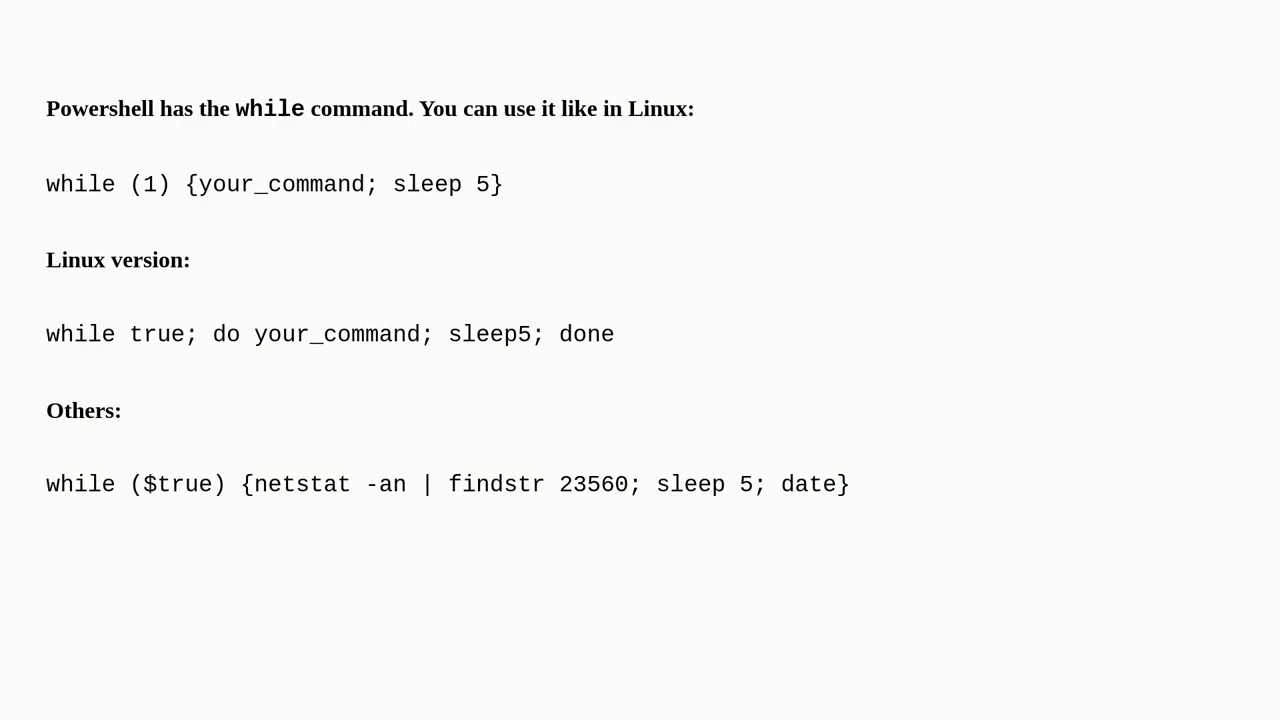 Powershell has the while command. You can use it like in Linux:
while (1) {your_command; sleep 5}
Linux version:
while true; do your_command; sleep5; done
Others:
while ($true) {netstat -an | findstr 23560; sleep 5; date}